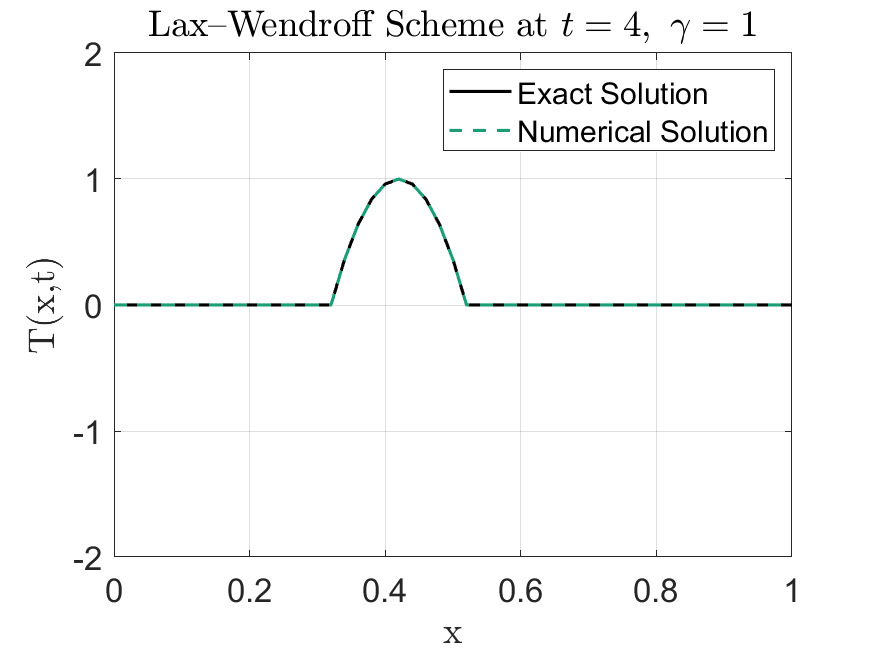 Lax–Wendroff Scheme at t = 4, γ = 1
Exact Solution
Numerical Solution
2
1
0
-1
-2
T(x,t)
0
0.2
0.4
0.6
0.8
1
x